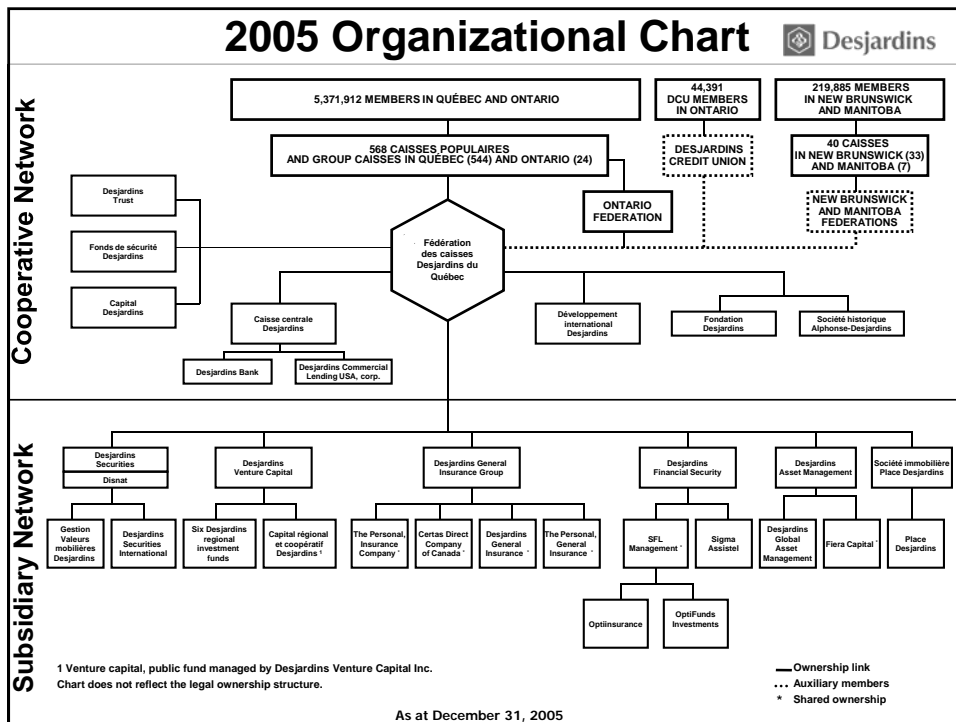 2005 Organizational Chart
Desjardins
Cooperative Network
5,371,912 MEMBERS IN QUÉBEC AND ONTARIO
44,391
DCU MEMBERS
IN ONTARIO
219,885 MEMBERS
IN NEW BRUNSWICK
AND MANITOBA
568 CAISSES POPULAIRES
AND GROUP CAISSES IN QUÉBEC (544) AND ONTARIO (24)
DESJARDINS
CREDIT UNION
40 CAISSES
IN NEW BRUNSWICK (33)
AND MANITOBA (7)
ONTARIO
FEDERATION
NEW BRUNSWICK
AND MANITOBA
FEDERATIONS
Desjardins
Trust
Fonds de sécurité
Desjardins
Capital
Desjardins
Fédération
des caisses
Desjardins du
Québec
Caisse centrale
Desjardins
Développement
international
Desjardins
Fondation
Desjardins
Société historique
Alphonse-Desjardins
Desjardins Bank
Desjardins Commercial
Lending USA, corp.
Subsidiary Network
Desjardins
Securities
Disnat
Desjardins
Venture Capital
Desjardins General
Insurance Group
Desjardins
Financial Security
Desjardins
Asset Management
Société immobilière
Place Desjardins
Gestion
Valeurs
mobilières
Desjardins
Desjardins
Securities
International
Six Desjardins
regional
investment
funds
Capital régional
et coopératif
Desjardins 1
The Personal,
Insurance
Company *
Certas Direct
Company
of Canada *
Desjardins
General
Insurance *
The Personal,
General
Insurance *
SFL
Management *
Sigma
Assistel
Desjardins
Global
Asset
Management
Fiera Capital *
Place
Desjardins
Optiinsurance
OptiFunds
Investments
1 Venture capital, public fund managed by Desjardins Venture Capital Inc.
Chart does not reflect the legal ownership structure.
Ownership link
Auxiliary members
* Shared ownership
As at December 31, 2005